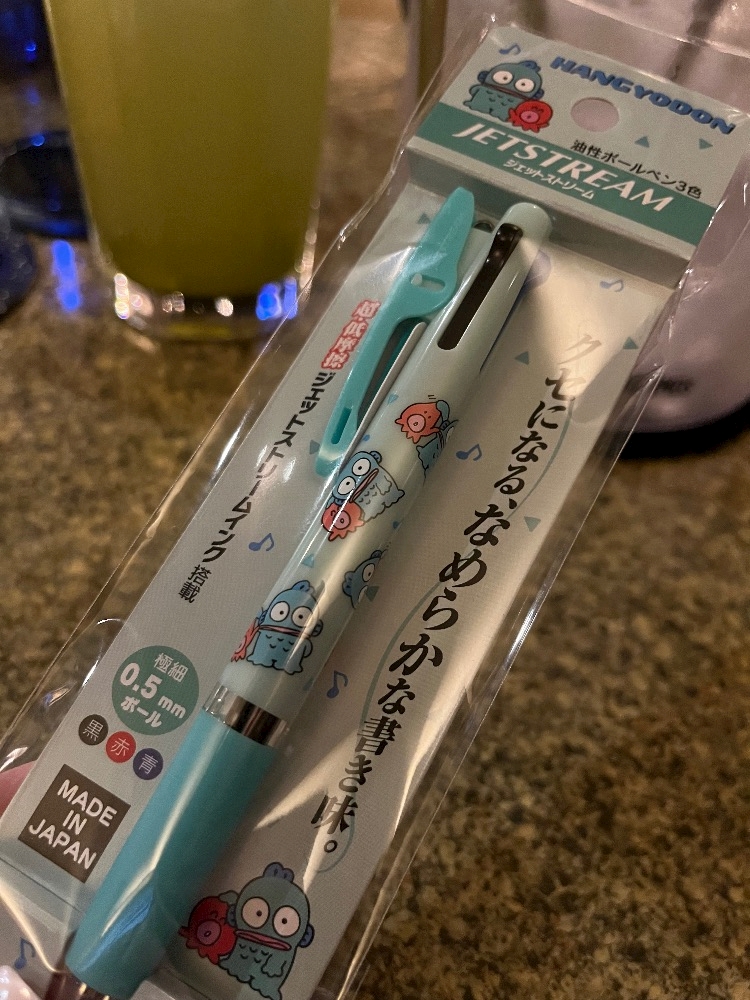 HANGYODON
油性ボールペン3色
JETSTREAM
ジェットストリーム
クセになる、なめらかな書き味。
超・低摩擦
ジェットストリームインク搭載
極細
0.5mm
ボール
黒 赤 青
MADE
IN
JAPAN